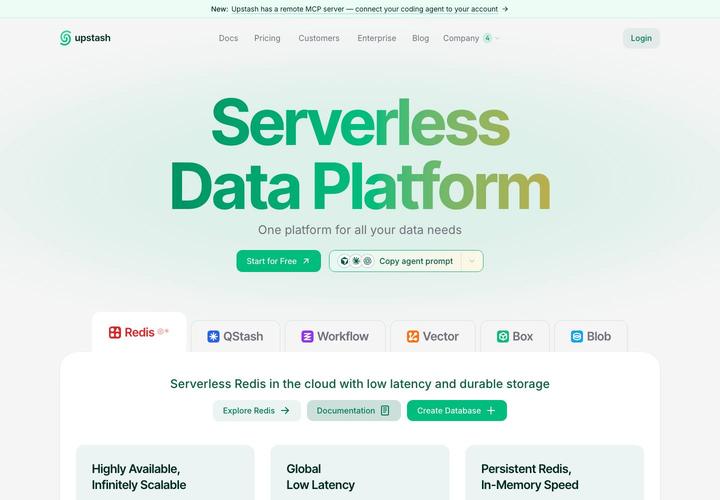 New: Upstash has a remote MCP server — connect your coding agent to your account →
upstash
Docs
Pricing
Customers
Enterprise
Blog
Company 4
Login
Serverless
Data Platform
One platform for all your data needs
Start for Free
Copy agent prompt
Redis
QStash
Workflow
Vector
Box
Blob
Serverless Redis in the cloud with low latency and durable storage
Explore Redis
Documentation
Create Database
Highly Available,
Infinitely Scalable
Global
Low Latency
Persistent Redis,
In-Memory Speed